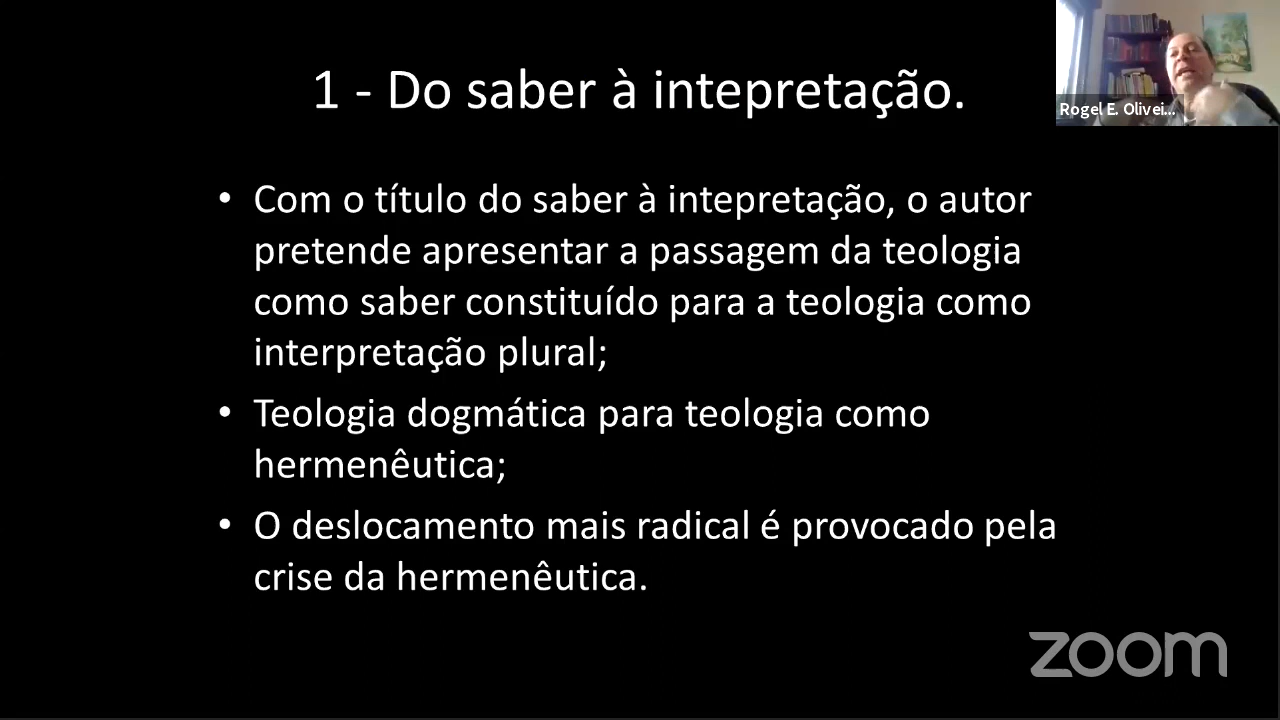 1 - Do saber à intepretação.
Rogel E. Olivei...
• Com o título do saber à intepretação, o autor
pretende apresentar a passagem da teologia
como saber constituído para a teologia como
interpretação plural;
• Teologia dogmática para teologia como
hermenêutica;
• O deslocamento mais radical é provocado pela
crise da hermenêutica.
zoom